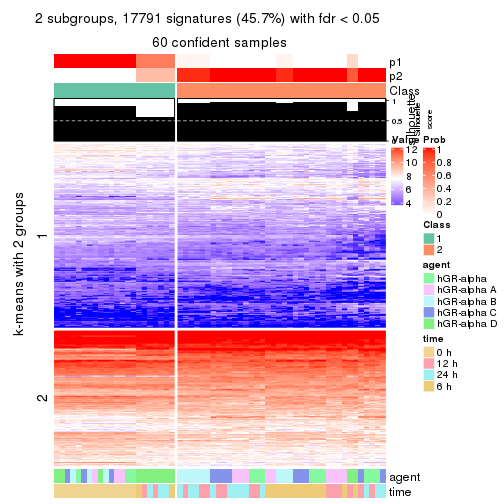 2 subgroups, 17791 signatures (45.7%) with fdr < 0.05
60 confident samples
p1
p2
Class
1
0.5
Silhouette
score
k-means with 2 groups
1
2
Value
12
10
8
6
4
Prob
1
0.8
0.6
0.4
0.2
0
Class
1
2
agent
hGR-alpha
hGR-alpha A
hGR-alpha B
hGR-alpha C
hGR-alpha D
time
0 h
12 h
24 h
6 h
agent
time